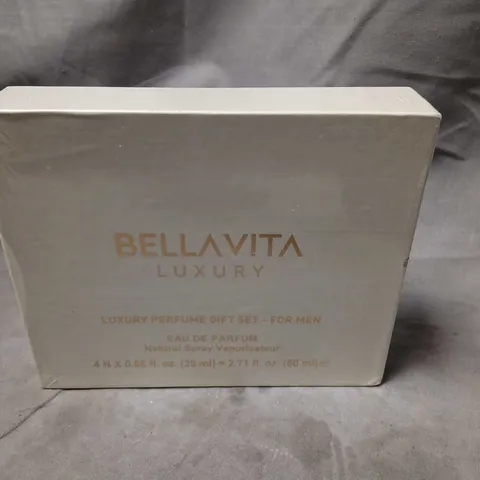 BELLAVITA
LUXURY
LUXURY PERFUME GIFT SET - FOR MEN
EAU DE PARFUM
Natural Spray Vaporisateur
4 N X 0.68 fl. oz. (20 ml) = 2.71 fl. oz. (80 ml) e